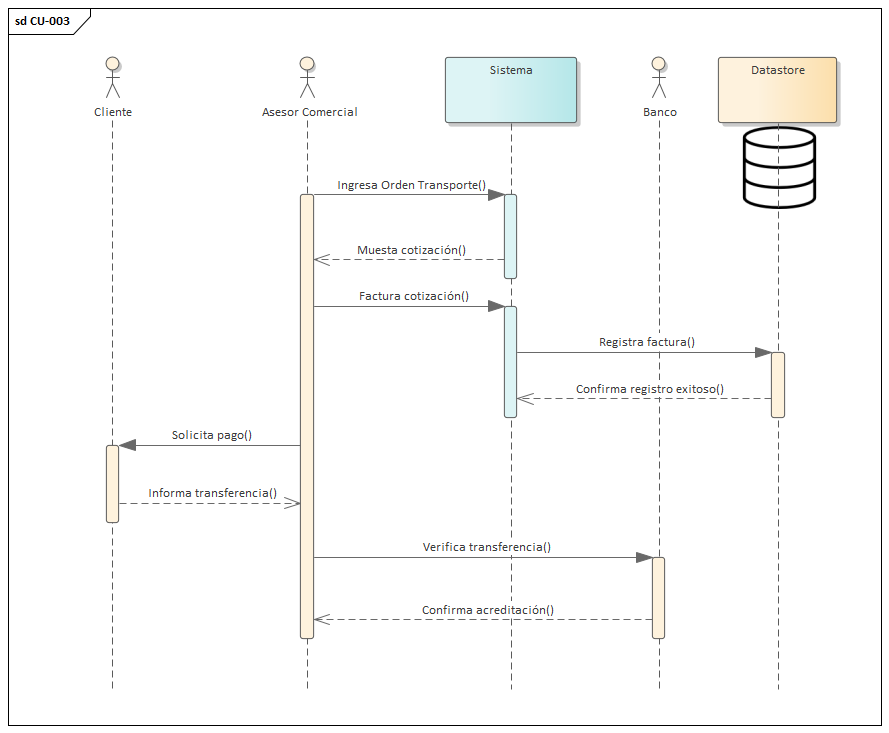 sd CU-003
Cliente
Asesor Comercial
Sistema
Banco
Datastore
Ingresa Orden Transporte()
Muesta cotización()
Factura cotización()
Registra factura()
Confirma registro exitoso()
Solicita pago()
Informa transferencia()
Verifica transferencia()
Confirma acreditación()